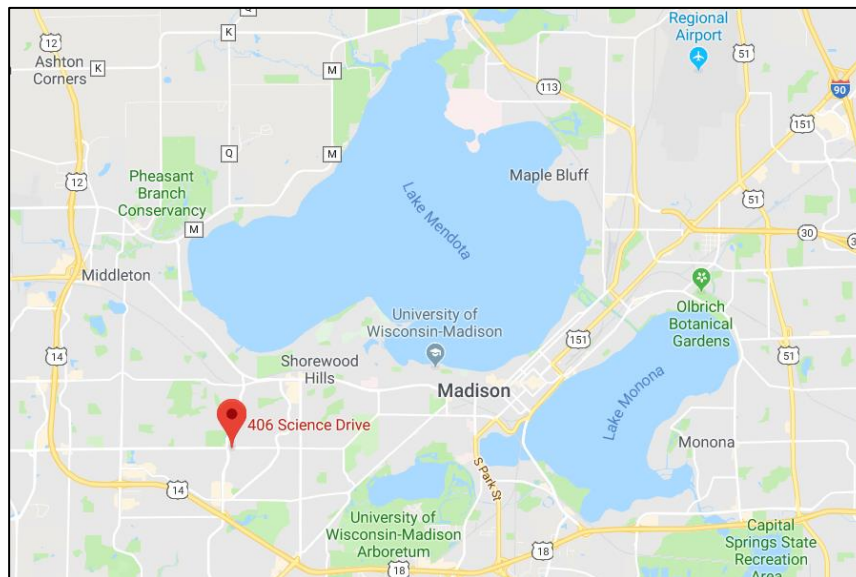 12
Ashton
Corners
K
Q
K
M
113
Regional
Airport
51
51
90
151
12
Pheasant
Branch
Conservancy
Q
M
M
Lake Mendota
Maple Bluff
51
30
Middleton
University of
Wisconsin-Madison
151
Olbrich
Botanical
Gardens
14
Shorewood
Hills
Madison
51
Lake Monona
406 Science Drive
Monona
14
S Park St
University of
Wisconsin-Madison
Arboretum
18
18
Capital
Springs State
Recreation
Area